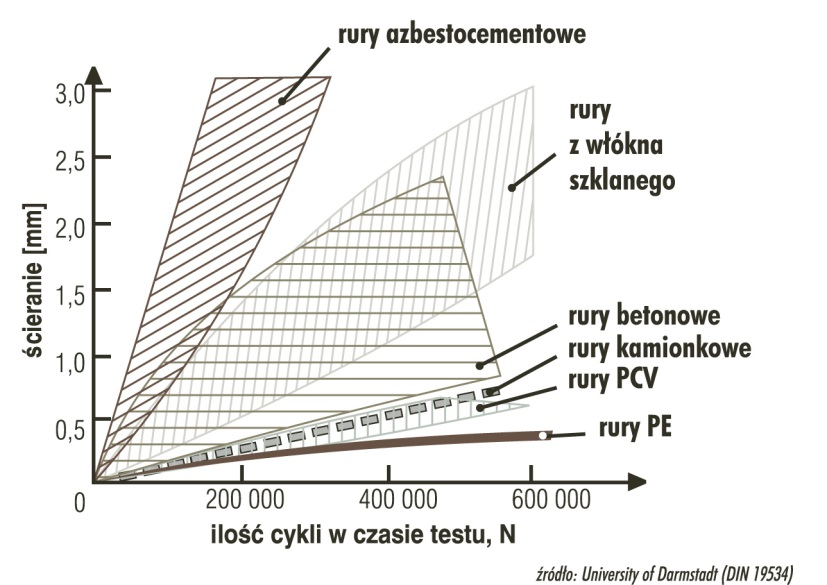 rury azbestocementowe
3,0
2,5
2,0
1,5
1,0
0,5
0
ścieranie [mm]
rury
z włókna
szklanego
rury betonowe
rury kamionkowe
rury PCV
rury PE
200 000
400 000
600 000
ilość cykli w czasie testu, N
źródło: University of Darmstadt (DIN 19534)